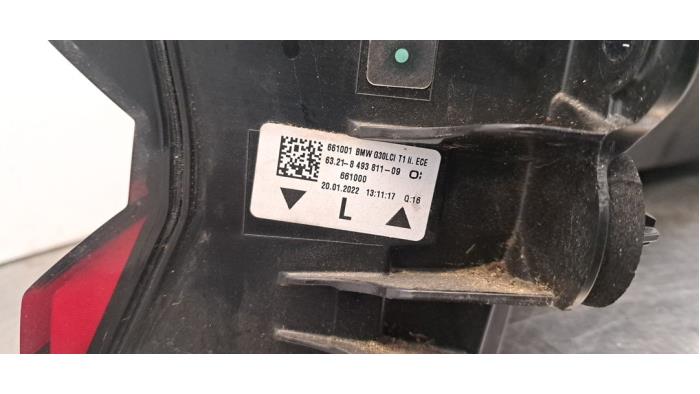 661001 BMW G30LCI T1 li. ECE
63.21-8 493 811-09 O;
661000
20.01.2022 13:11:17 Q:16
L